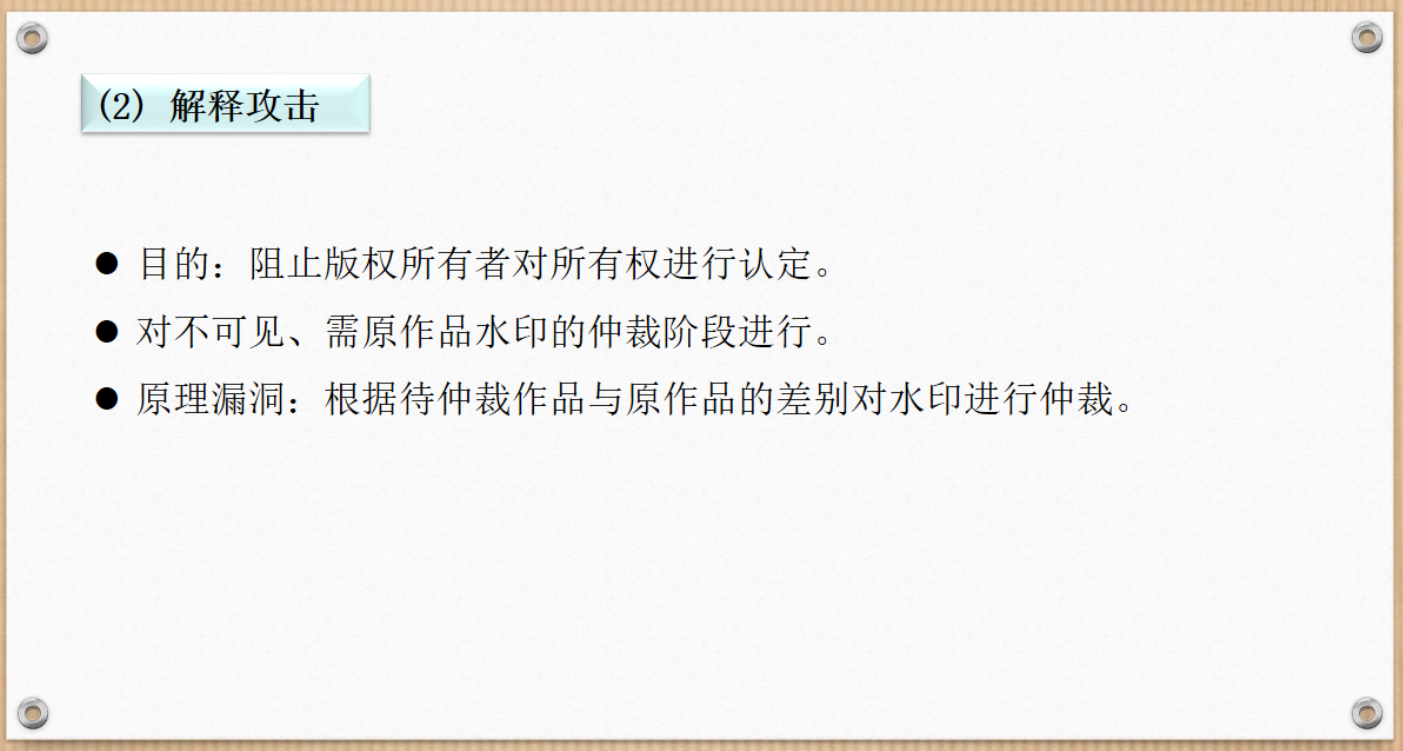 (2) 解释攻击
● 目的：阻止版权所有者对所有权进行认定。
● 对不可见、需原作品水印的仲裁阶段进行。
● 原理漏洞：根据待仲裁作品与原作品的差别对水印进行仲裁。